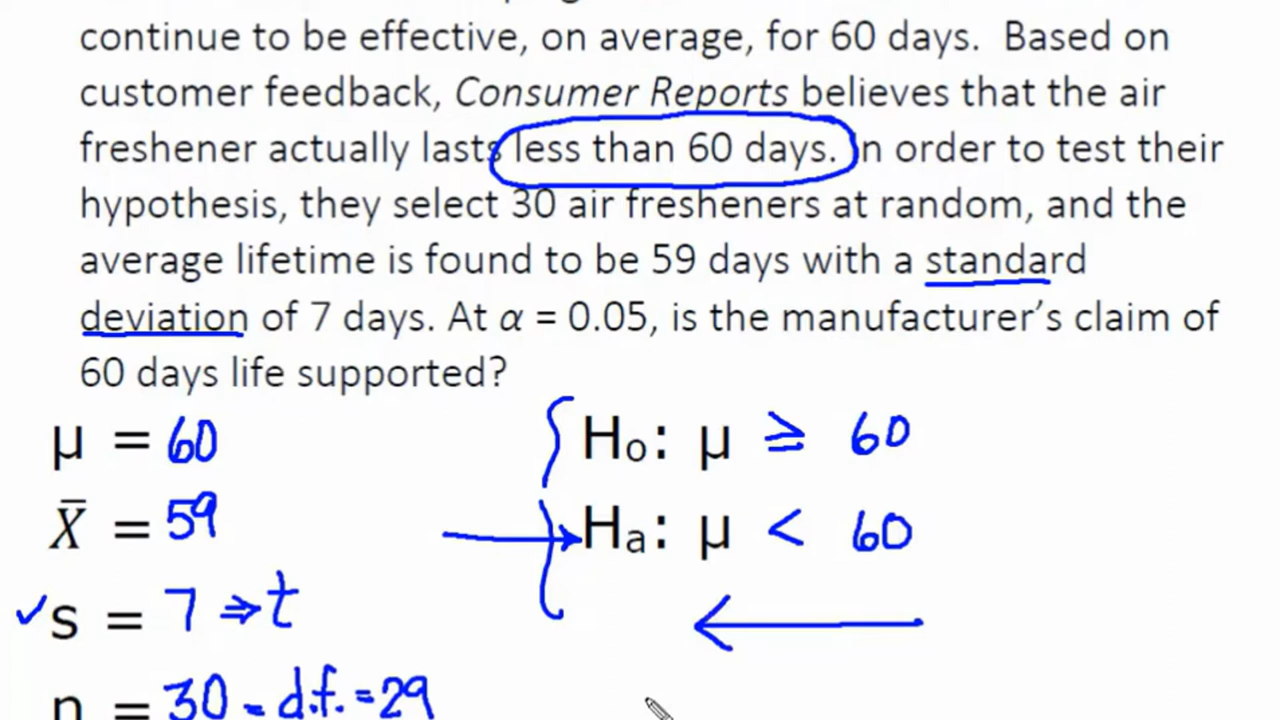 continue to be effective, on average, for 60 days. Based on
customer feedback, Consumer Reports believes that the air
freshener actually lasts less than 60 days. In order to test their
hypothesis, they select 30 air fresheners at random, and the
average lifetime is found to be 59 days with a standard
deviation of 7 days. At α = 0.05, is the manufacturer’s claim of
60 days life supported?
μ = 60
H₀: μ ≥ 60
X̄ = 59
Hₐ: μ < 60
✓ s = 7 ⇒ t
n = 30 - d.f. = 29